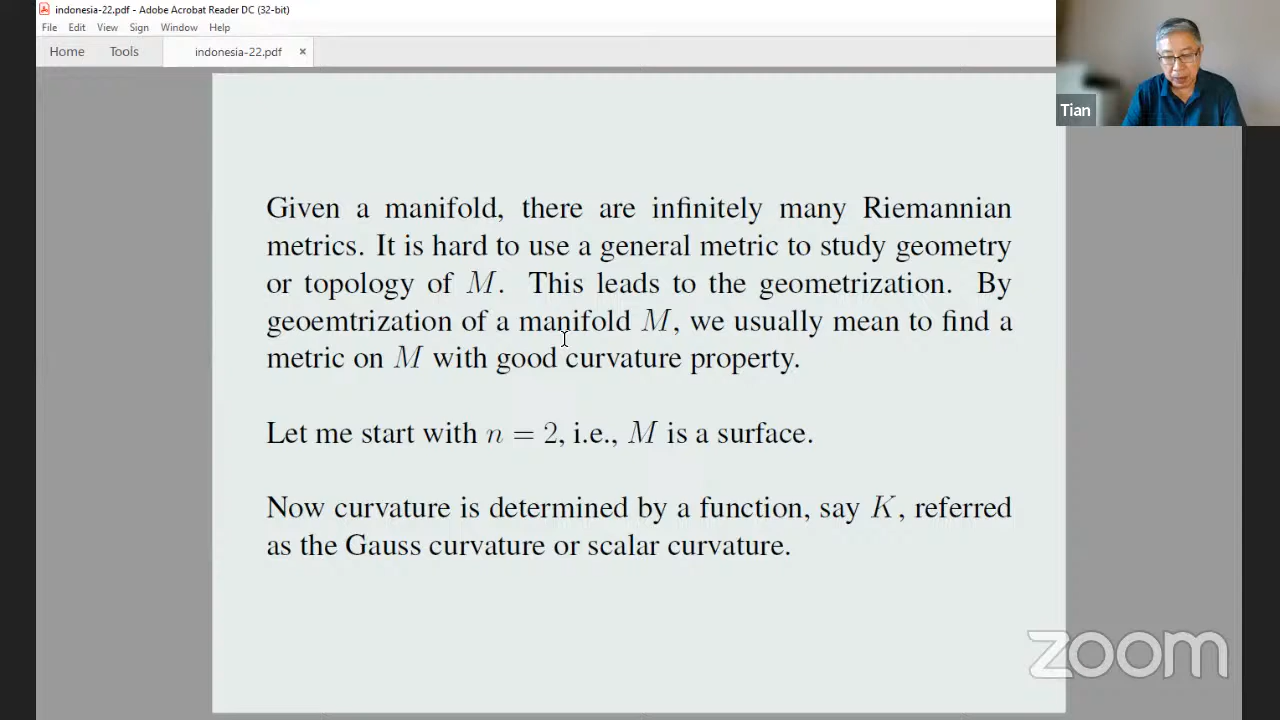 indonesia-22.pdf - Adobe Acrobat Reader DC (32-bit)
File Edit View Sign Window Help
Home Tools indonesia-22.pdf ×
Tian
Given a manifold, there are infinitely many Riemannian
metrics. It is hard to use a general metric to study geometry
or topology of M. This leads to the geometrization. By
geoemtrization of a manifold M, we usually mean to find a
metric on M with good curvature property.
Let me start with n = 2, i.e., M is a surface.
Now curvature is determined by a function, say K, referred
as the Gauss curvature or scalar curvature.
zoom